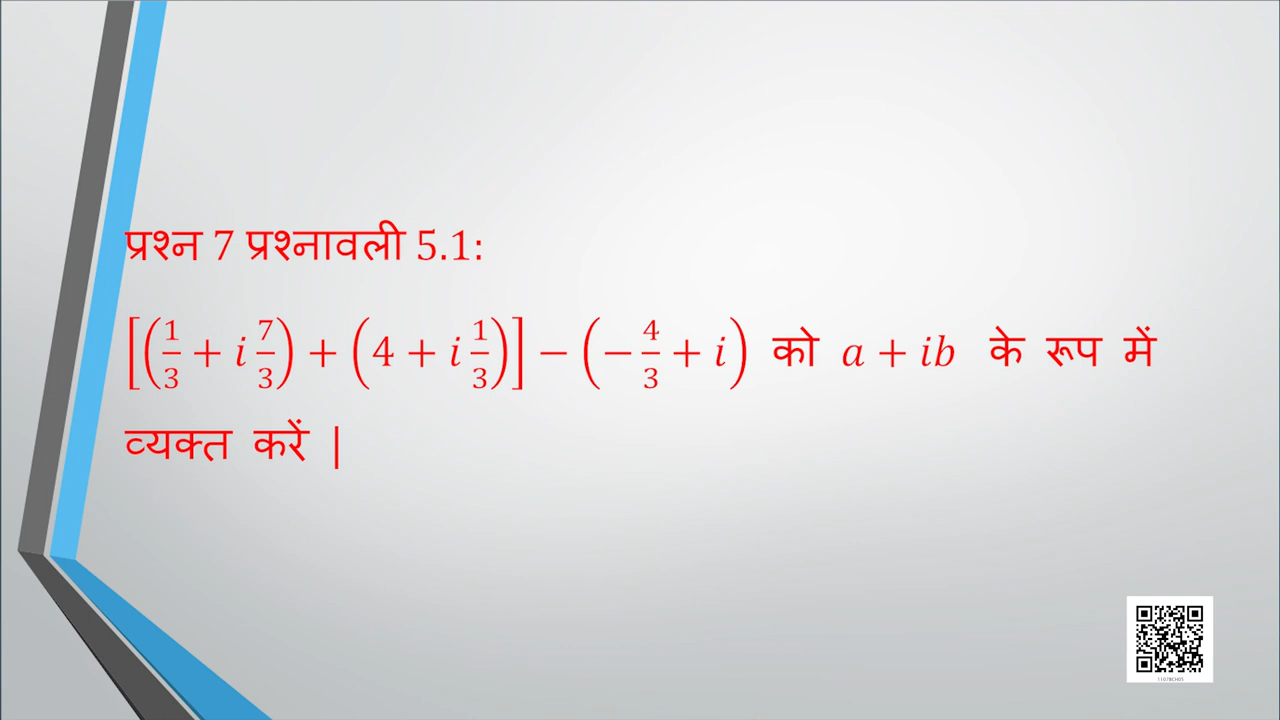 प्रश्न 7 प्रश्नावली 5.1:
[(1/3 + i 7/3) + (4 + i 1/3)] − (−4/3 + i) को a + ib के रूप में
व्यक्त करें |